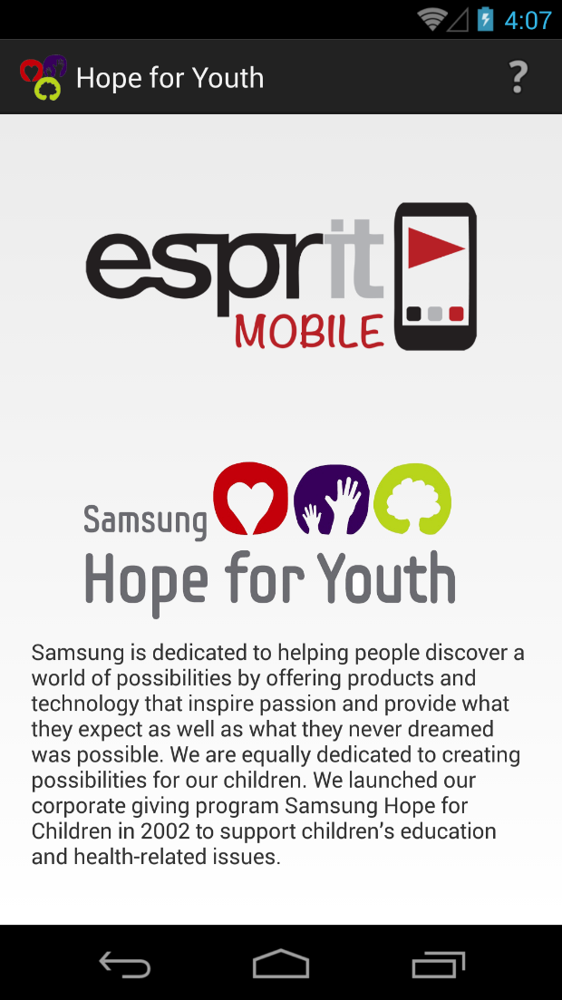 4:07
Hope for Youth
?
esprit
MOBILE
Samsung
Hope for Youth
Samsung is dedicated to helping people discover a
world of possibilities by offering products and
technology that inspire passion and provide what
they expect as well as what they never dreamed
was possible. We are equally dedicated to creating
possibilities for our children. We launched our
corporate giving program Samsung Hope for
Children in 2002 to support children’s education
and health-related issues.